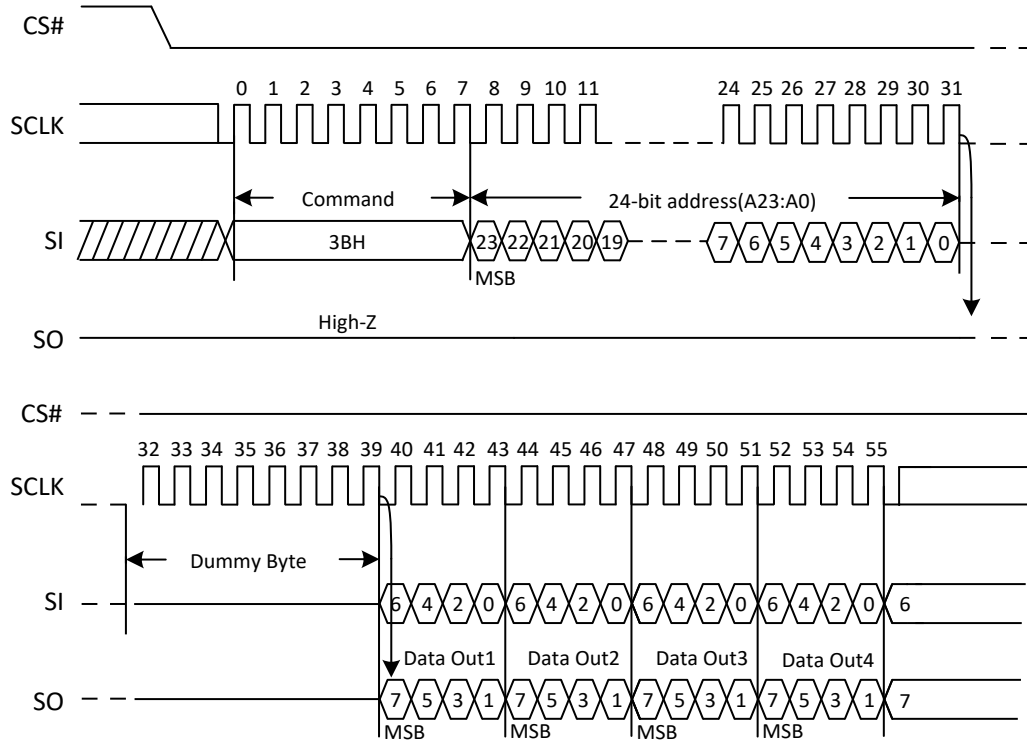 CS#
0 1 2 3 4 5 6 7 8 9 10 11 24 25 26 27 28 29 30 31
SCLK
Command 24-bit address(A23:A0)
SI 3BH 23 22 21 20 19 7 6 5 4 3 2 1 0
MSB
High-Z
SO
CS#
32 33 34 35 36 37 38 39 40 41 42 43 44 45 46 47 48 49 50 51 52 53 54 55
SCLK
Dummy Byte
SI 6 4 2 0 6 4 2 0 6 4 2 0 6 4 2 0 6
Data Out1 Data Out2 Data Out3 Data Out4
SO 7 5 3 1 7 5 3 1 7 5 3 1 7 5 3 1 7
MSB MSB MSB MSB